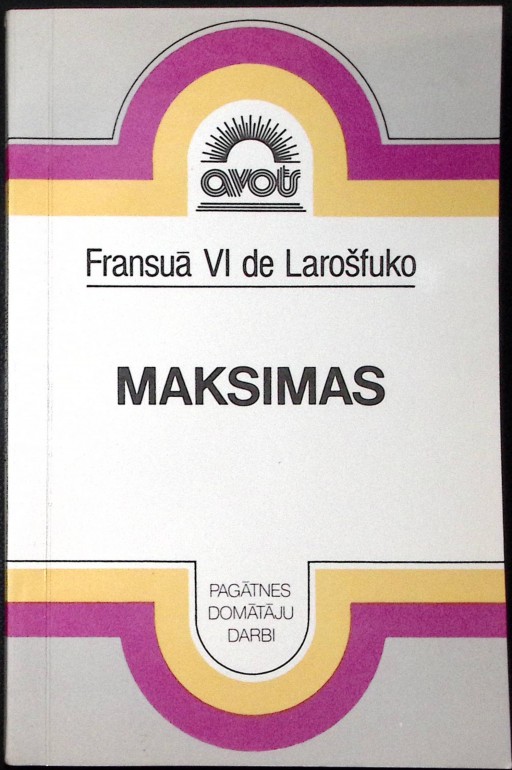 avots
Fransuā VI de Larošfuko
MAKSIMAS
PAGĀTNES
DOMĀTĀJU
DARBI